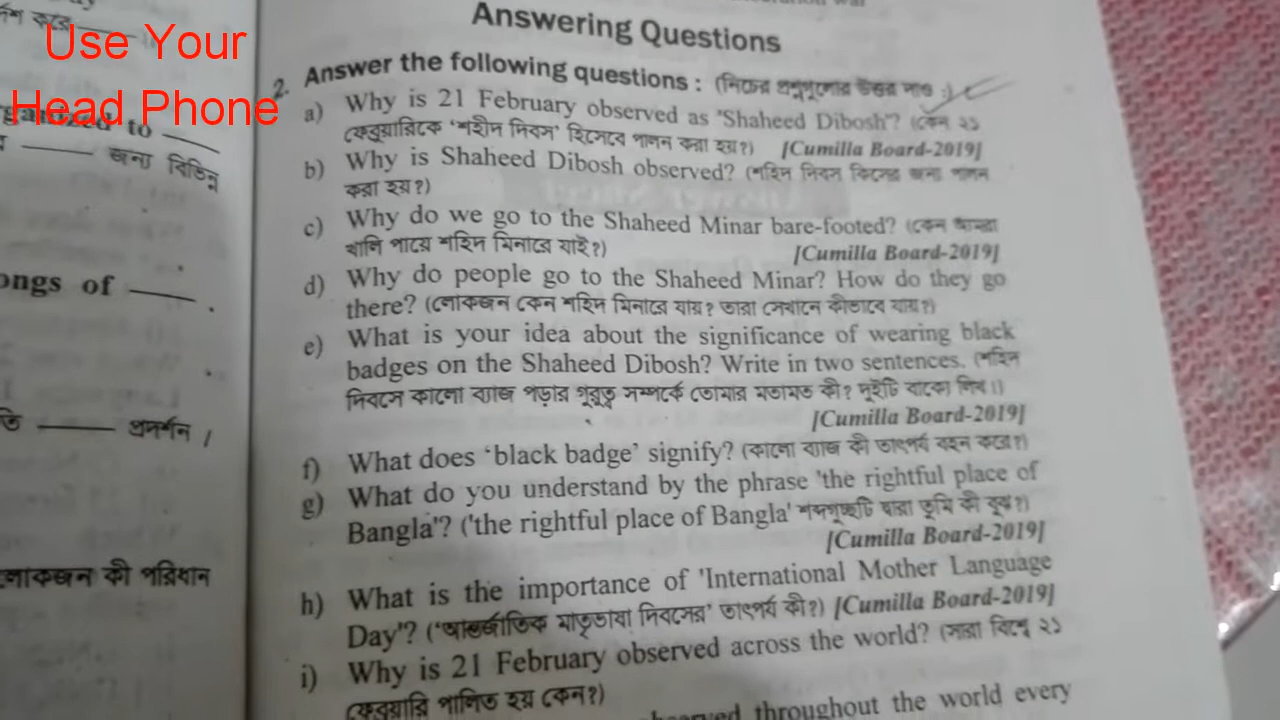 Use Your
Head Phone
Answering Questions
2. Answer the following questions : (নিচের প্রশ্নগুলোর উত্তর দাও :)
a) Why is 21 February observed as 'Shaheed Dibosh'? (কেন ২১
ফেব্রুয়ারিকে 'শহীদ দিবস' হিসেবে পালন করা হয়?) [Cumilla Board-2019]
b) Why is Shaheed Dibosh observed? (শহিদ দিবস কিসের জন্য পালন
করা হয়?)
c) Why do we go to the Shaheed Minar bare-footed? (কেন আমরা
খালি পায়ে শহিদ মিনারে যাই?) [Cumilla Board-2019]
d) Why do people go to the Shaheed Minar? How do they go
there? (লোকজন কেন শহিদ মিনারে যায়? তারা সেখানে কীভাবে যায়?)
e) What is your idea about the significance of wearing black
badges on the Shaheed Dibosh? Write in two sentences. (শহিদ
দিবসে কালো ব্যাজ পড়ার গুরুত্ব সম্পর্কে তোমার মতামত কী? দুইটি বাক্যে লিখ।)
[Cumilla Board-2019]
f) What does 'black badge' signify? (কালো ব্যাজ কী তাৎপর্য বহন করে?)
g) What do you understand by the phrase 'the rightful place of
Bangla'? ('the rightful place of Bangla' শব্দগুচ্ছটি দ্বারা তুমি কী বুঝ?)
[Cumilla Board-2019]
h) What is the importance of 'International Mother Language
Day'? ('আন্তর্জাতিক মাতৃভাষা দিবসের' তাৎপর্য কী?) [Cumilla Board-2019]
i) Why is 21 February observed across the world? (সারা বিশ্বে ২১
ফেব্রুয়ারি পালিত হয় কেন?)
observed throughout the world every
করে
to
জন্য বিভিন্ন
ongs of
প্রদর্শন।
লোকজন কী পরিধান